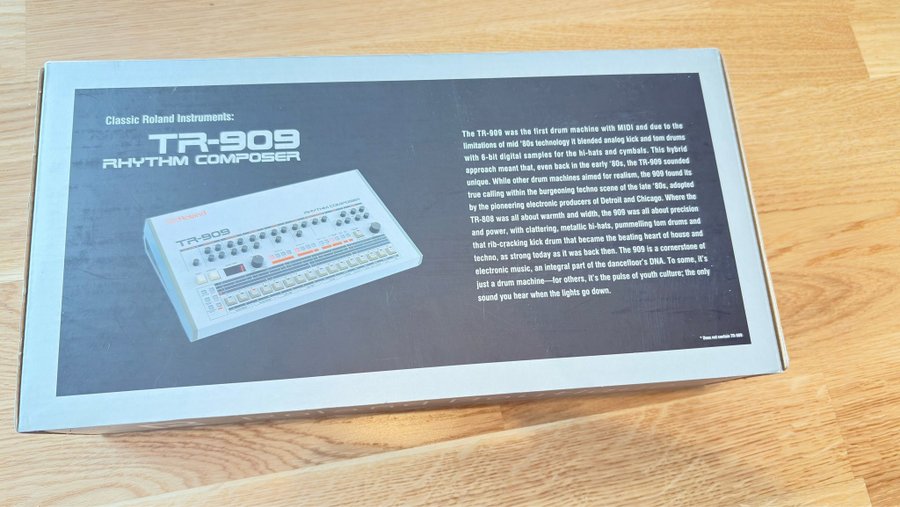 Classic Roland Instruments:
TR-909
RHYTHM COMPOSER
Roland
RHYTHM COMPOSER
TR-909
The TR-909 was the first drum machine with MIDI and due to the
limitations of mid '80s technology it blended analog kick and tom drums
with 6-bit digital samples for the hi-hats and cymbals. This hybrid
approach meant that, even back in the early '80s, the TR-909 sounded
unique. While other drum machines aimed for realism, the 909 found its
true calling within the burgeoning techno scene of the late '80s, adopted
by the pioneering electronic producers of Detroit and Chicago. Where the
TR-808 was all about warmth and width, the 909 was all about precision
and power, with clattering, metallic hi-hats, pummelling tom drums and
that rib-cracking kick drum that became the beating heart of house and
techno, as strong today as it was back then. The 909 is a cornerstone of
electronic music, an integral part of the dancefloor's DNA. To some, it's
just a drum machine—for others, it's the pulse of youth culture; the only
sound you hear when the lights go down.
* Does not contain TR-909